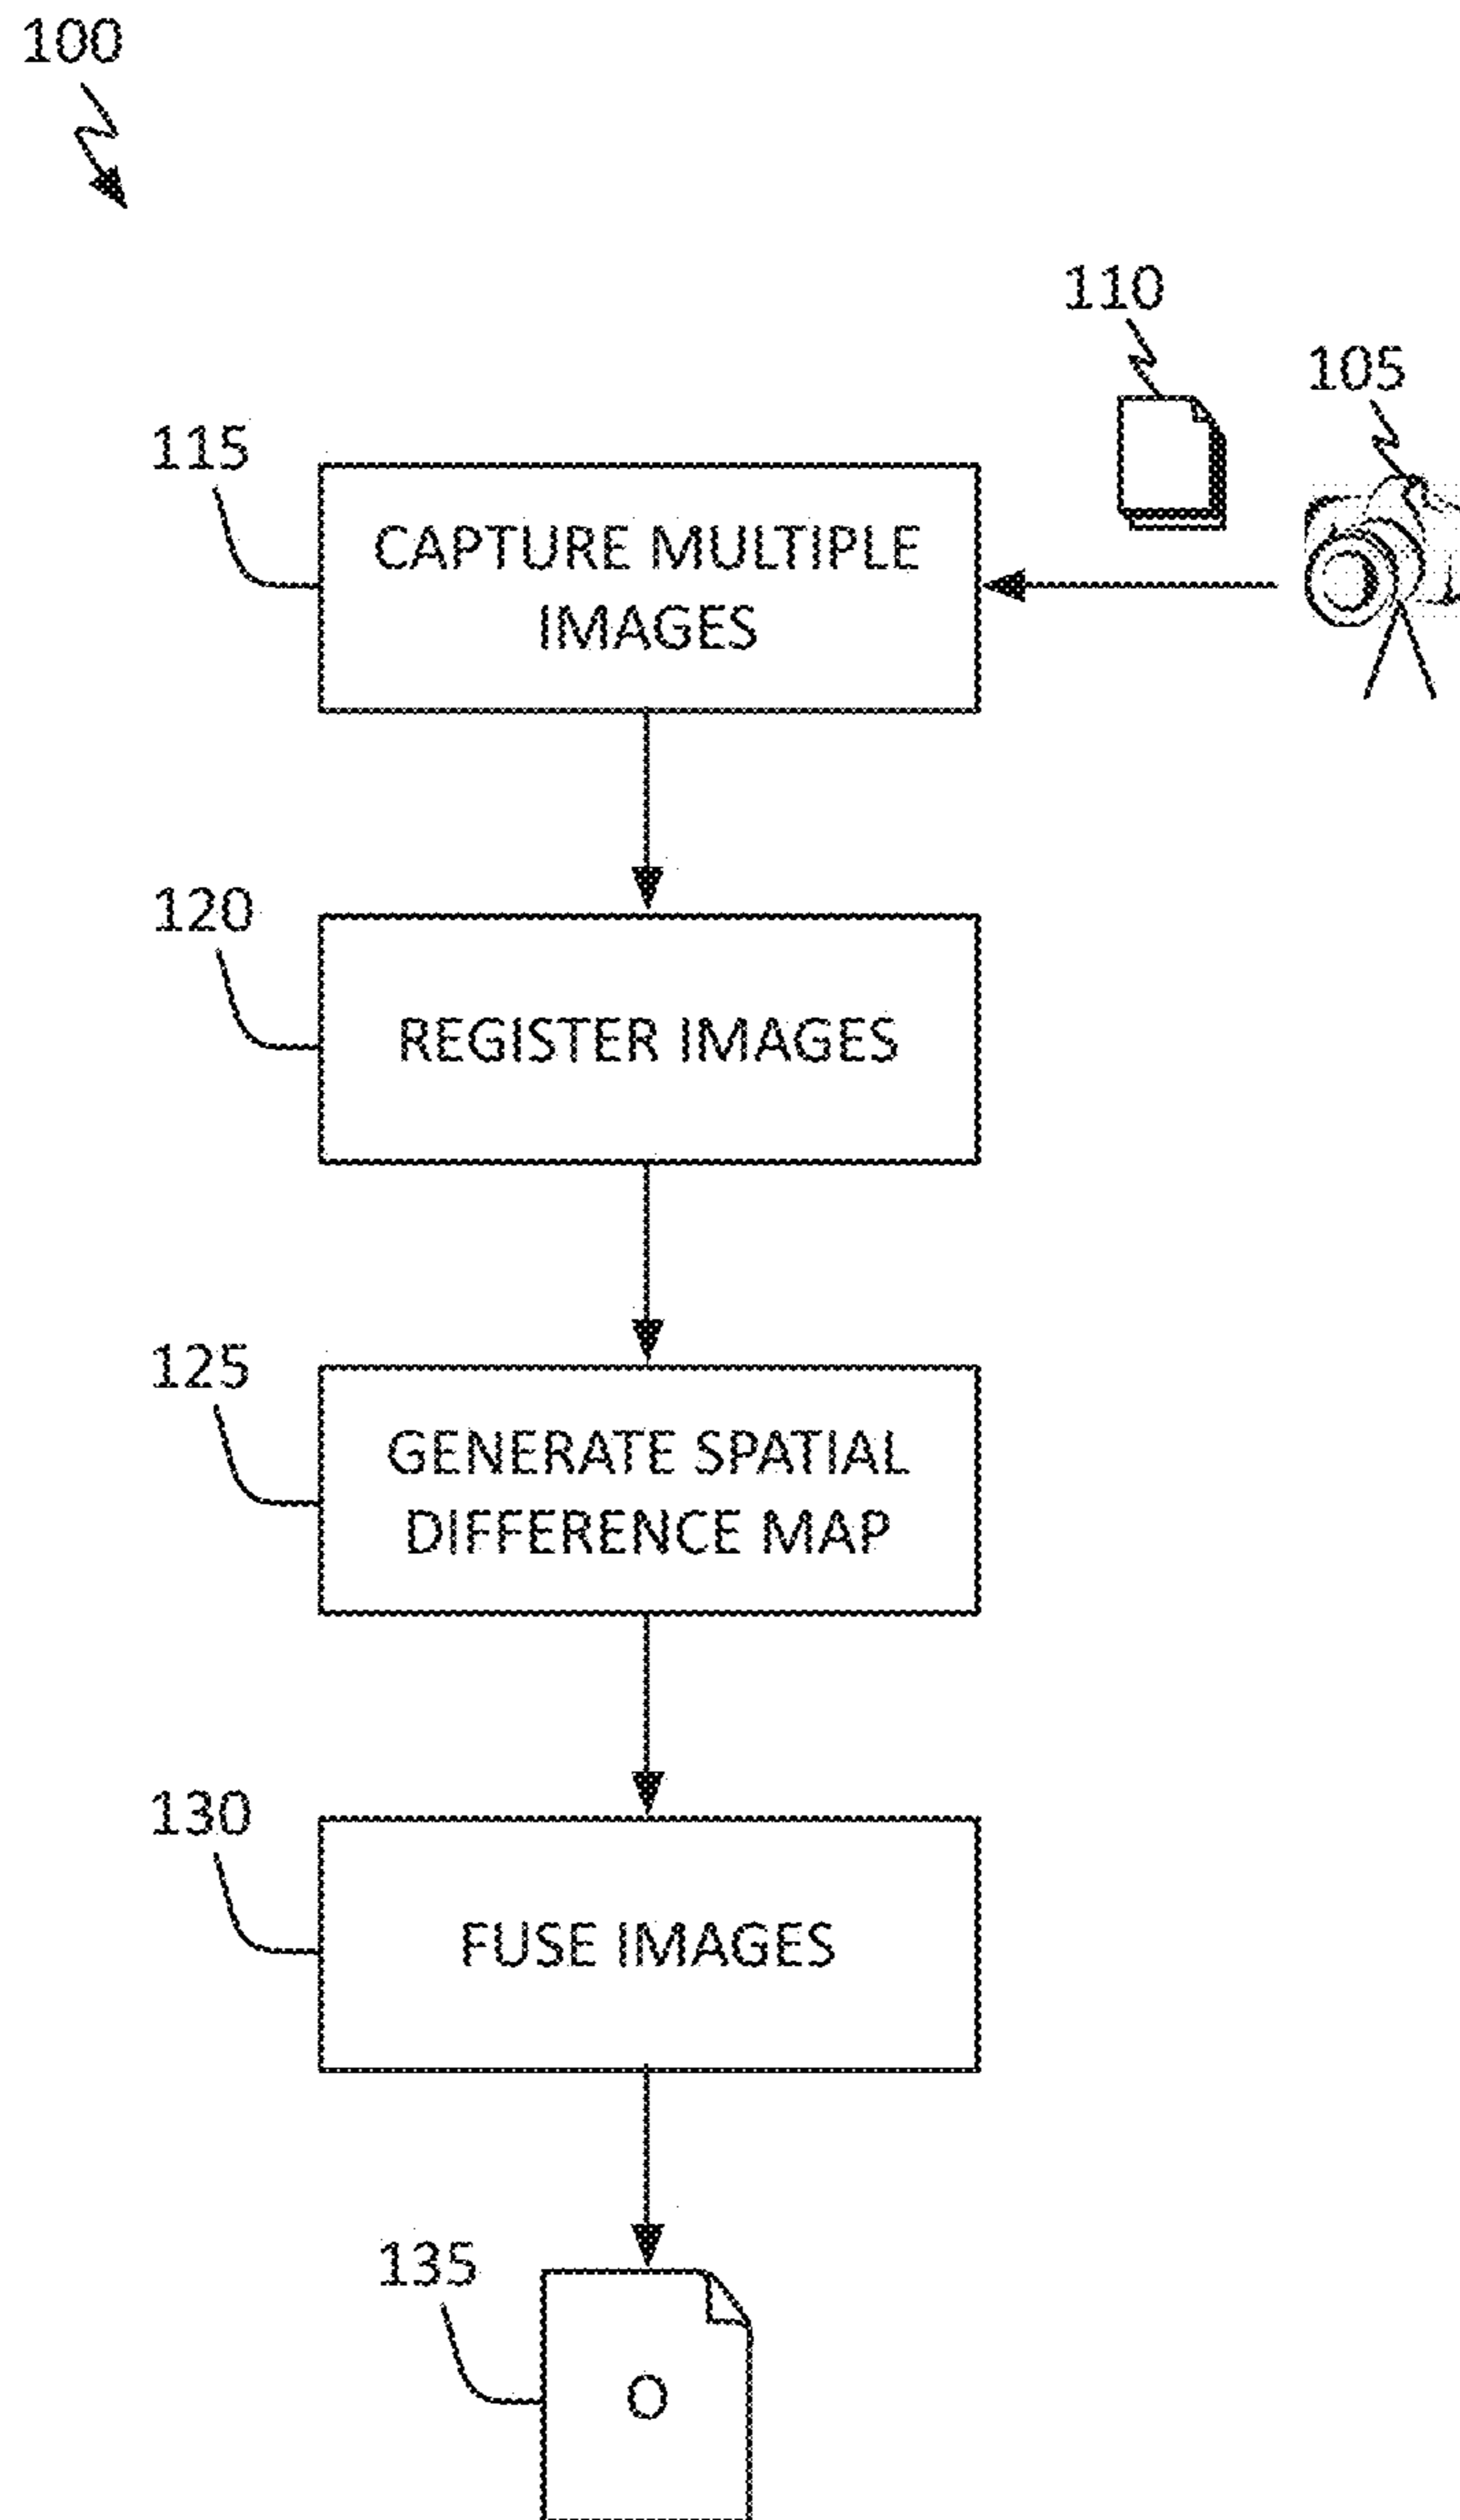 100
110
105
115
CAPTURE MULTIPLE
IMAGES
120
REGISTER IMAGES
125
GENERATE SPATIAL
DIFFERENCE MAP
130
FUSE IMAGES
135
O